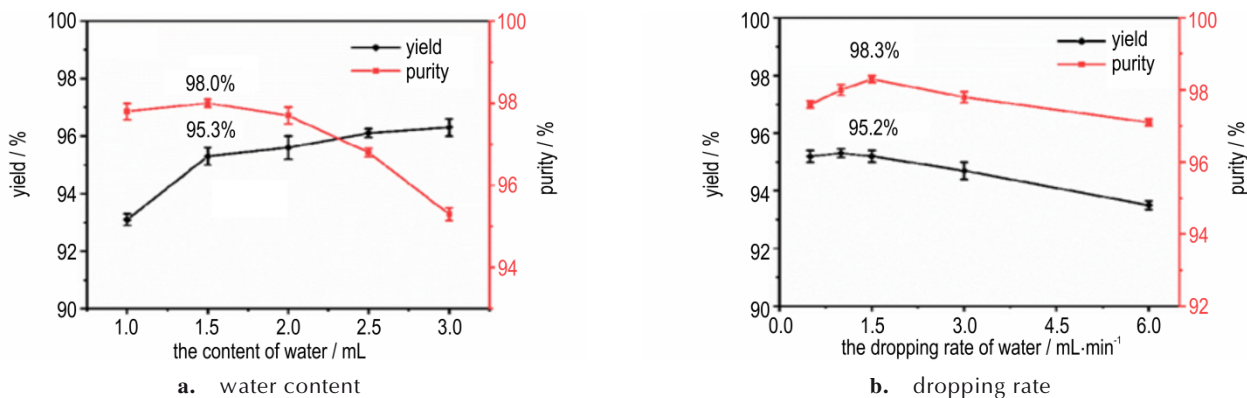 100
98
96
94
92
90
yield / %
yield
purity
98.0%
95.3%
100
98
96
94
purity / %
1.0 1.5 2.0 2.5 3.0
the content of water / mL
a. water content
100
98
96
94
92
90
yield / %
yield
purity
98.3%
95.2%
100
98
96
94
92
purity / %
0.0 1.5 3.0 4.5 6.0
the dropping rate of water / mL·min⁻¹
b. dropping rate